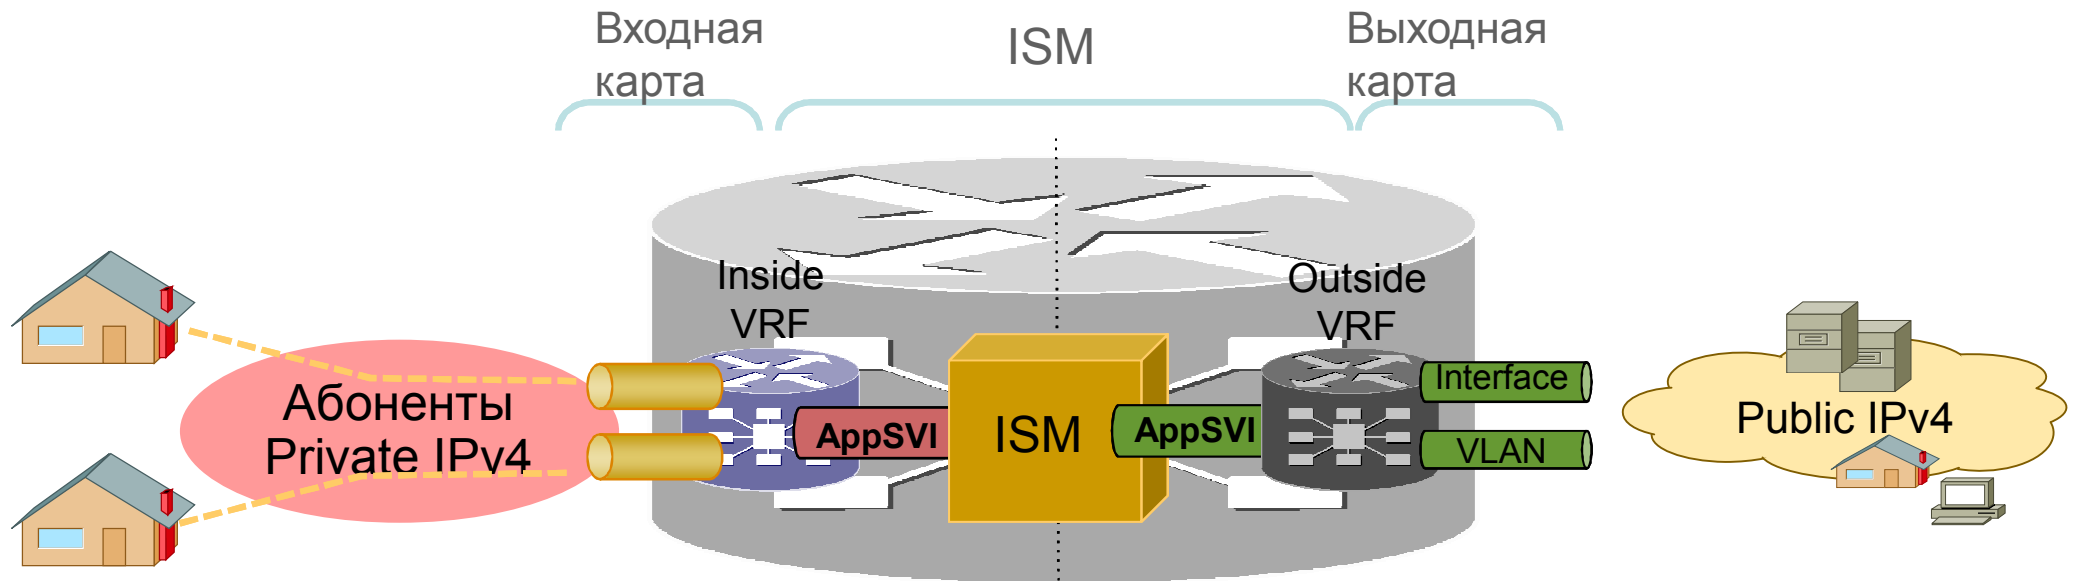 Входная
карта
ISM
Выходная
карта
Inside
VRF
Outside
VRF
Абоненты
Private IPv4
AppSVI
ISM
AppSVI
Interface
VLAN
Public IPv4